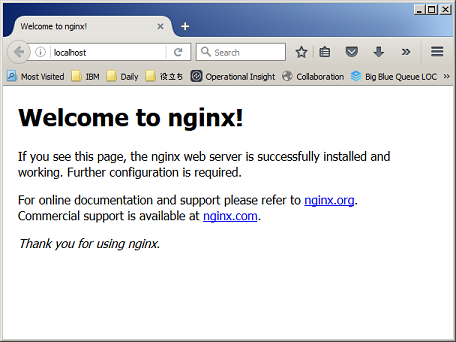 Welcome to nginx!
localhost
Search
Most Visited IBM Daily 役立ち Operational Insight Collaboration Big Blue Queue LOC
Welcome to nginx!
If you see this page, the nginx web server is successfully installed and
working. Further configuration is required.
For online documentation and support please refer to nginx.org.
Commercial support is available at nginx.com.
Thank you for using nginx.